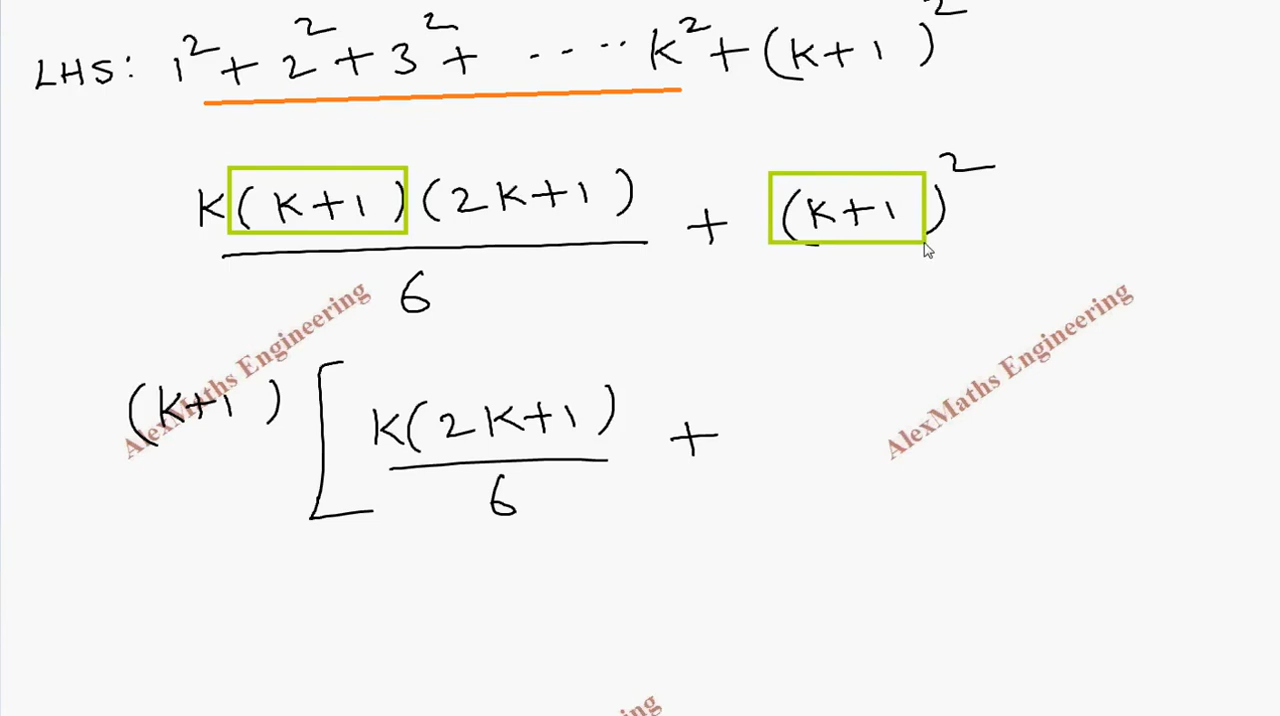 LHS: 1² + 2² + 3² + ---- k² + (k+1)²
k(k+1)(2k+1) + (k+1)²
6
(k+1) [ k(2k+1) +
6
AlexMaths Engineering
AlexMaths Engineering
ng